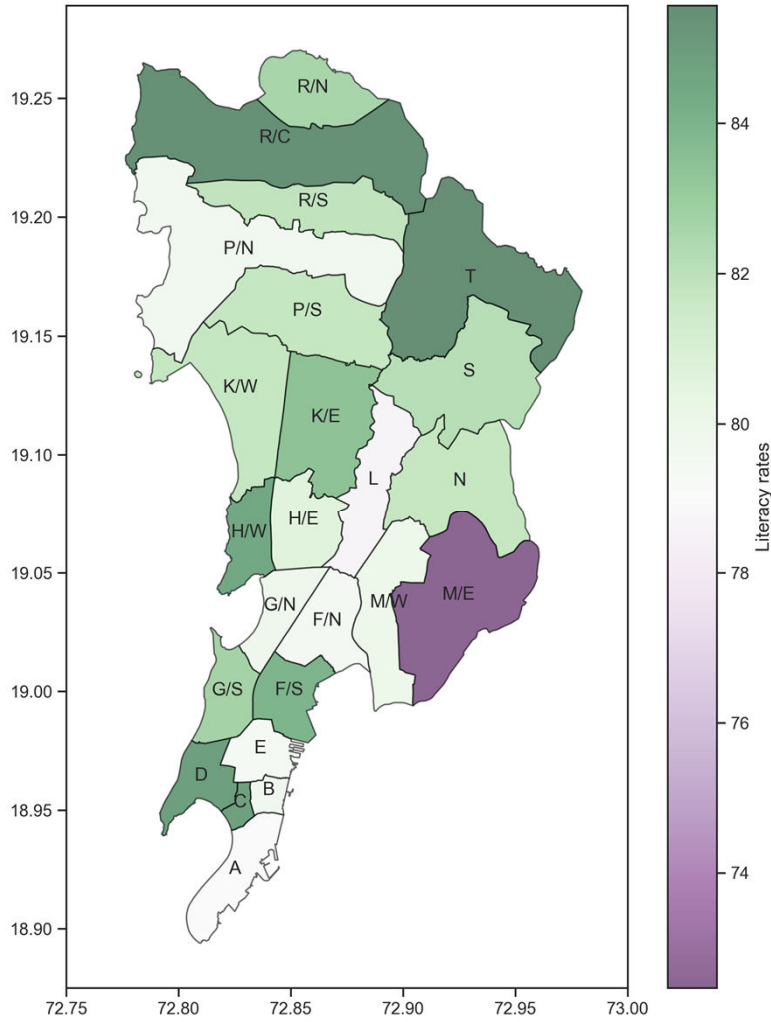 R/N
R/C
R/S
P/N
T
P/S
S
K/W
K/E
L
N
H/W
H/E
G/N
F/N
M/W
M/E
G/S
F/S
E
D
C
B
A
19.25
19.20
19.15
19.10
19.05
19.00
18.95
18.90
72.75
72.80
72.85
72.90
72.95
73.00
84
82
80
78
76
74
Literacy rates